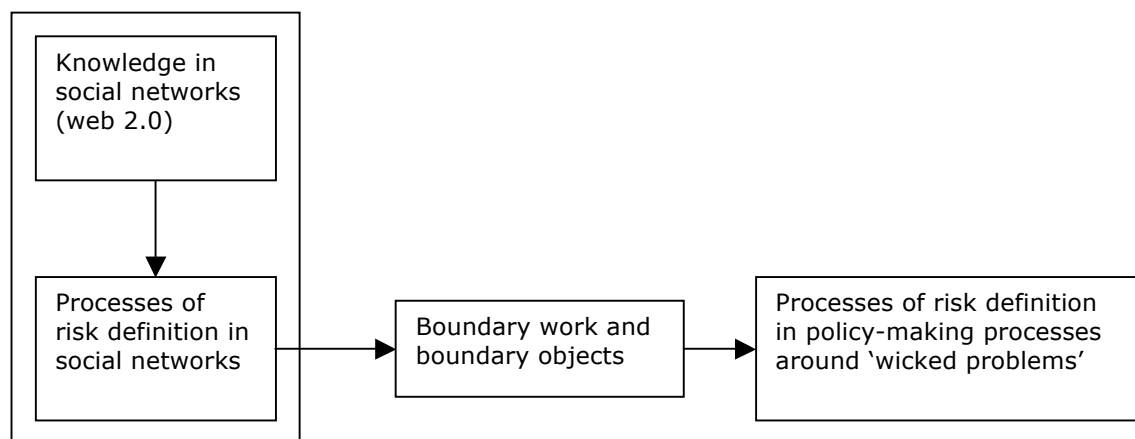 Knowledge in
social networks
(web 2.0)
Processes of
risk definition in
social networks
Boundary work and
boundary objects
Processes of risk definition
in policy-making processes
around ‘wicked problems’